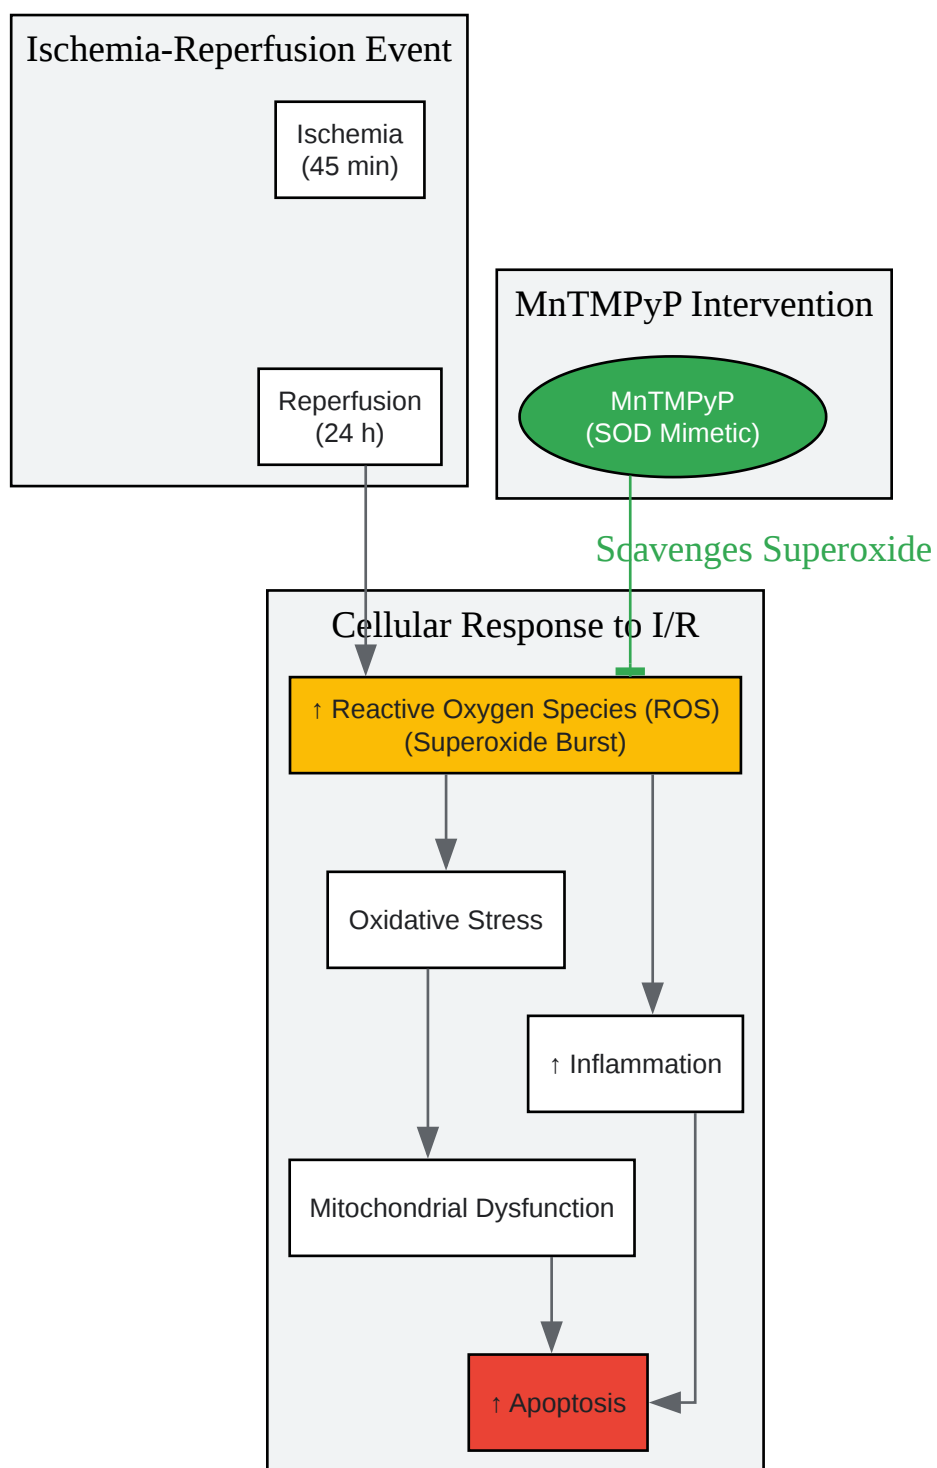 Ischemia-Reperfusion Event
Ischemia
(45 min)
Reperfusion
(24 h)
MnTMPyP Intervention
MnTMPyP
(SOD Mimetic)
Scavenges Superoxide
Cellular Response to I/R
↑ Reactive Oxygen Species (ROS)
(Superoxide Burst)
Oxidative Stress
↑ Inflammation
Mitochondrial Dysfunction
↑ Apoptosis